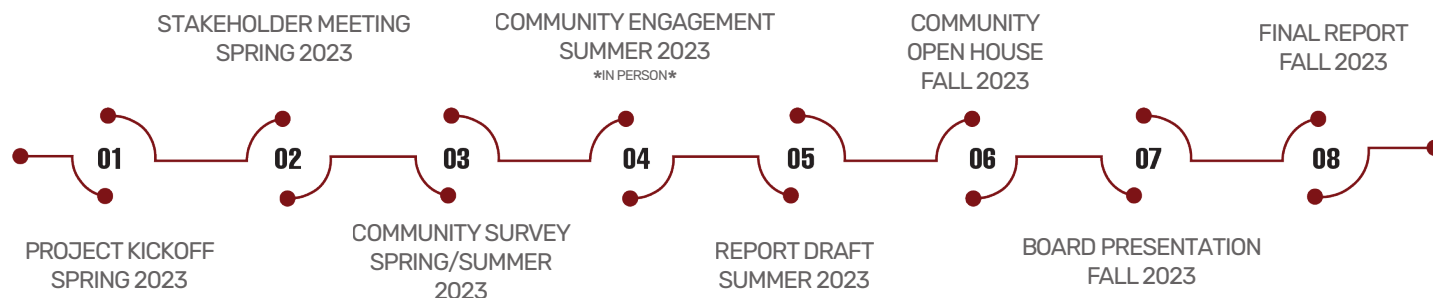 STAKEHOLDER MEETING
SPRING 2023
COMMUNITY ENGAGEMENT
SUMMER 2023
*IN PERSON*
COMMUNITY
OPEN HOUSE
FALL 2023
FINAL REPORT
FALL 2023
01
02
03
04
05
06
07
08
PROJECT KICKOFF
SPRING 2023
COMMUNITY SURVEY
SPRING/SUMMER
2023
REPORT DRAFT
SUMMER 2023
BOARD PRESENTATION
FALL 2023